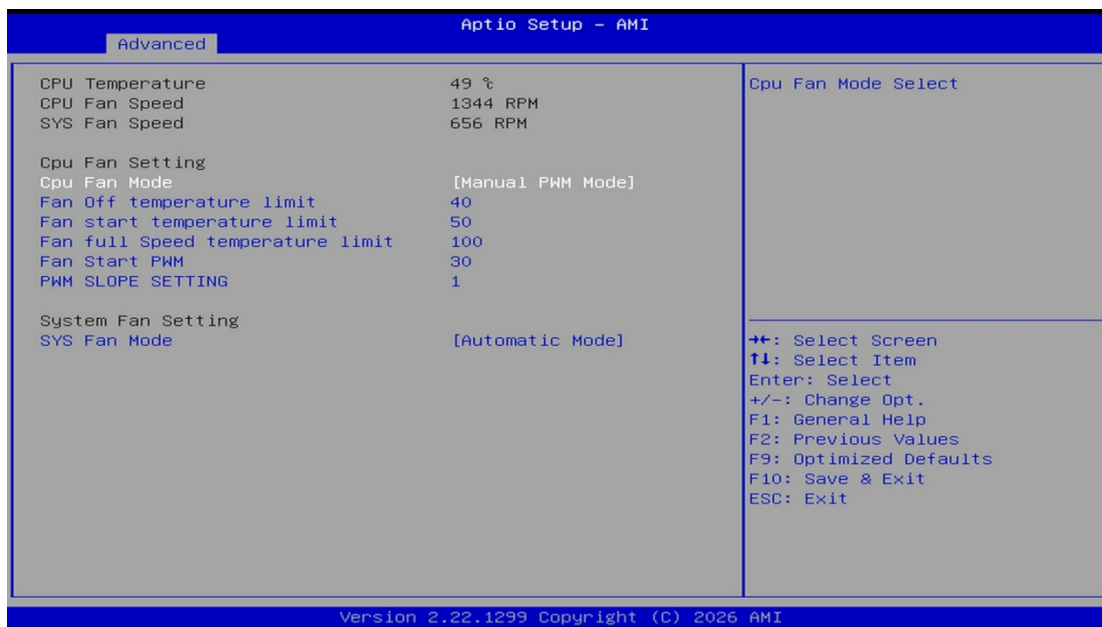 Aptio Setup - AMI
Advanced
CPU Temperature 49 ℃
CPU Fan Speed 1344 RPM
SYS Fan Speed 656 RPM
Cpu Fan Setting
Cpu Fan Mode [Manual PWM Mode]
Fan Off temperature limit 40
Fan start temperature limit 50
Fan full Speed temperature limit 100
Fan Start PWM 30
PWM SLOPE SETTING 1
System Fan Setting
SYS Fan Mode [Automatic Mode]
Cpu Fan Mode Select
→←: Select Screen
↑↓: Select Item
Enter: Select
+/-: Change Opt.
F1: General Help
F2: Previous Values
F9: Optimized Defaults
F10: Save & Exit
ESC: Exit
Version 2.22.1299 Copyright (C) 2026 AMI